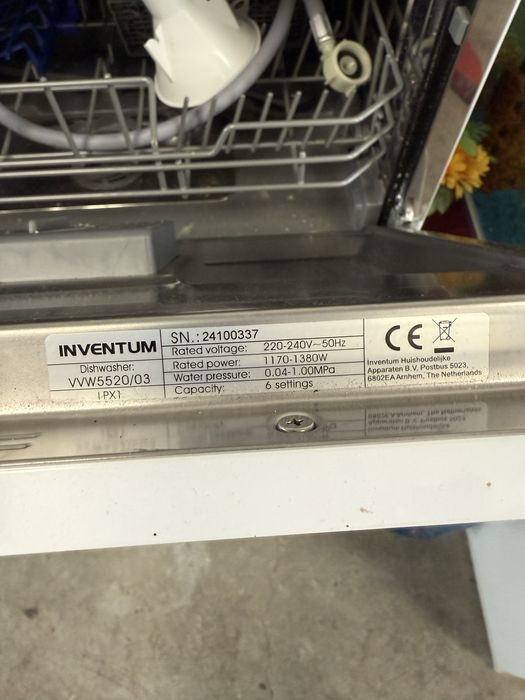 INVENTUM
Dishwasher:
VVW5520/03
IPX1
SN.: 24100337
Rated voltage: 220-240V~50Hz
Rated power: 1170-1380W
Water pressure: 0.04-1.00MPa
Capacity: 6 settings
CE
Inventum Huishoudelijke
Apparaten B.V, Postbus 5023,
6802EA Arnhem, The Netherlands